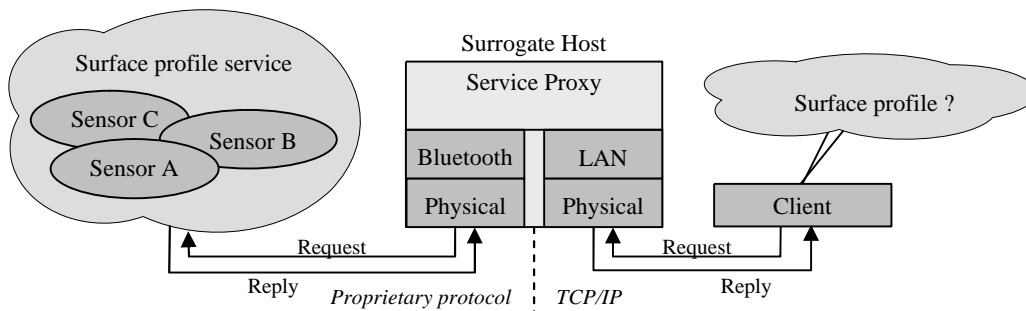 Surrogate Host
Surface profile service
Service Proxy
Surface profile ?
Sensor C
Sensor B
Sensor A
Bluetooth
LAN
Physical
Physical
Client
Request
Request
Reply
Reply
Proprietary protocol
TCP/IP